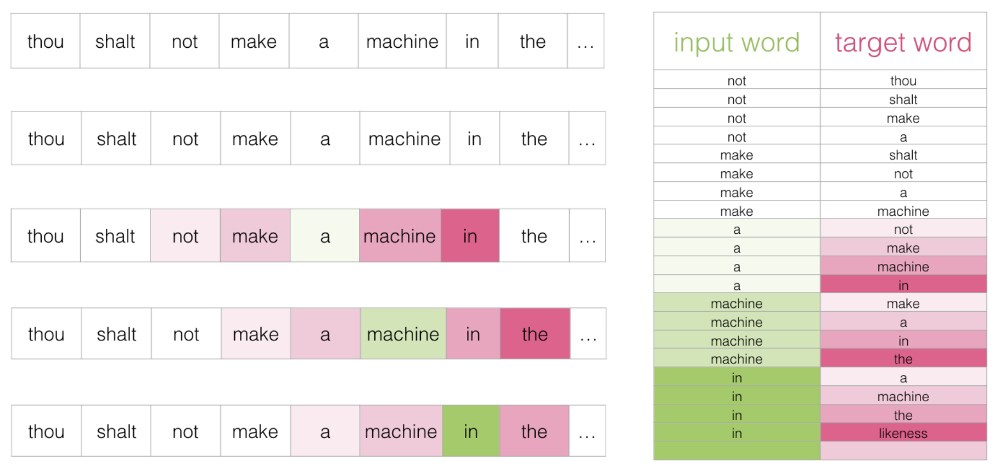 thou shalt not make a machine in the ...
thou shalt not make a machine in the ...
thou shalt not make a machine in the ...
thou shalt not make a machine in the ...
thou shalt not make a machine in the ...
input word target word
not thou
not shalt
not make
not a
make shalt
make not
make a
make machine
a not
a make
a machine
a in
machine make
machine a
machine in
machine the
in a
in machine
in the
in likeness